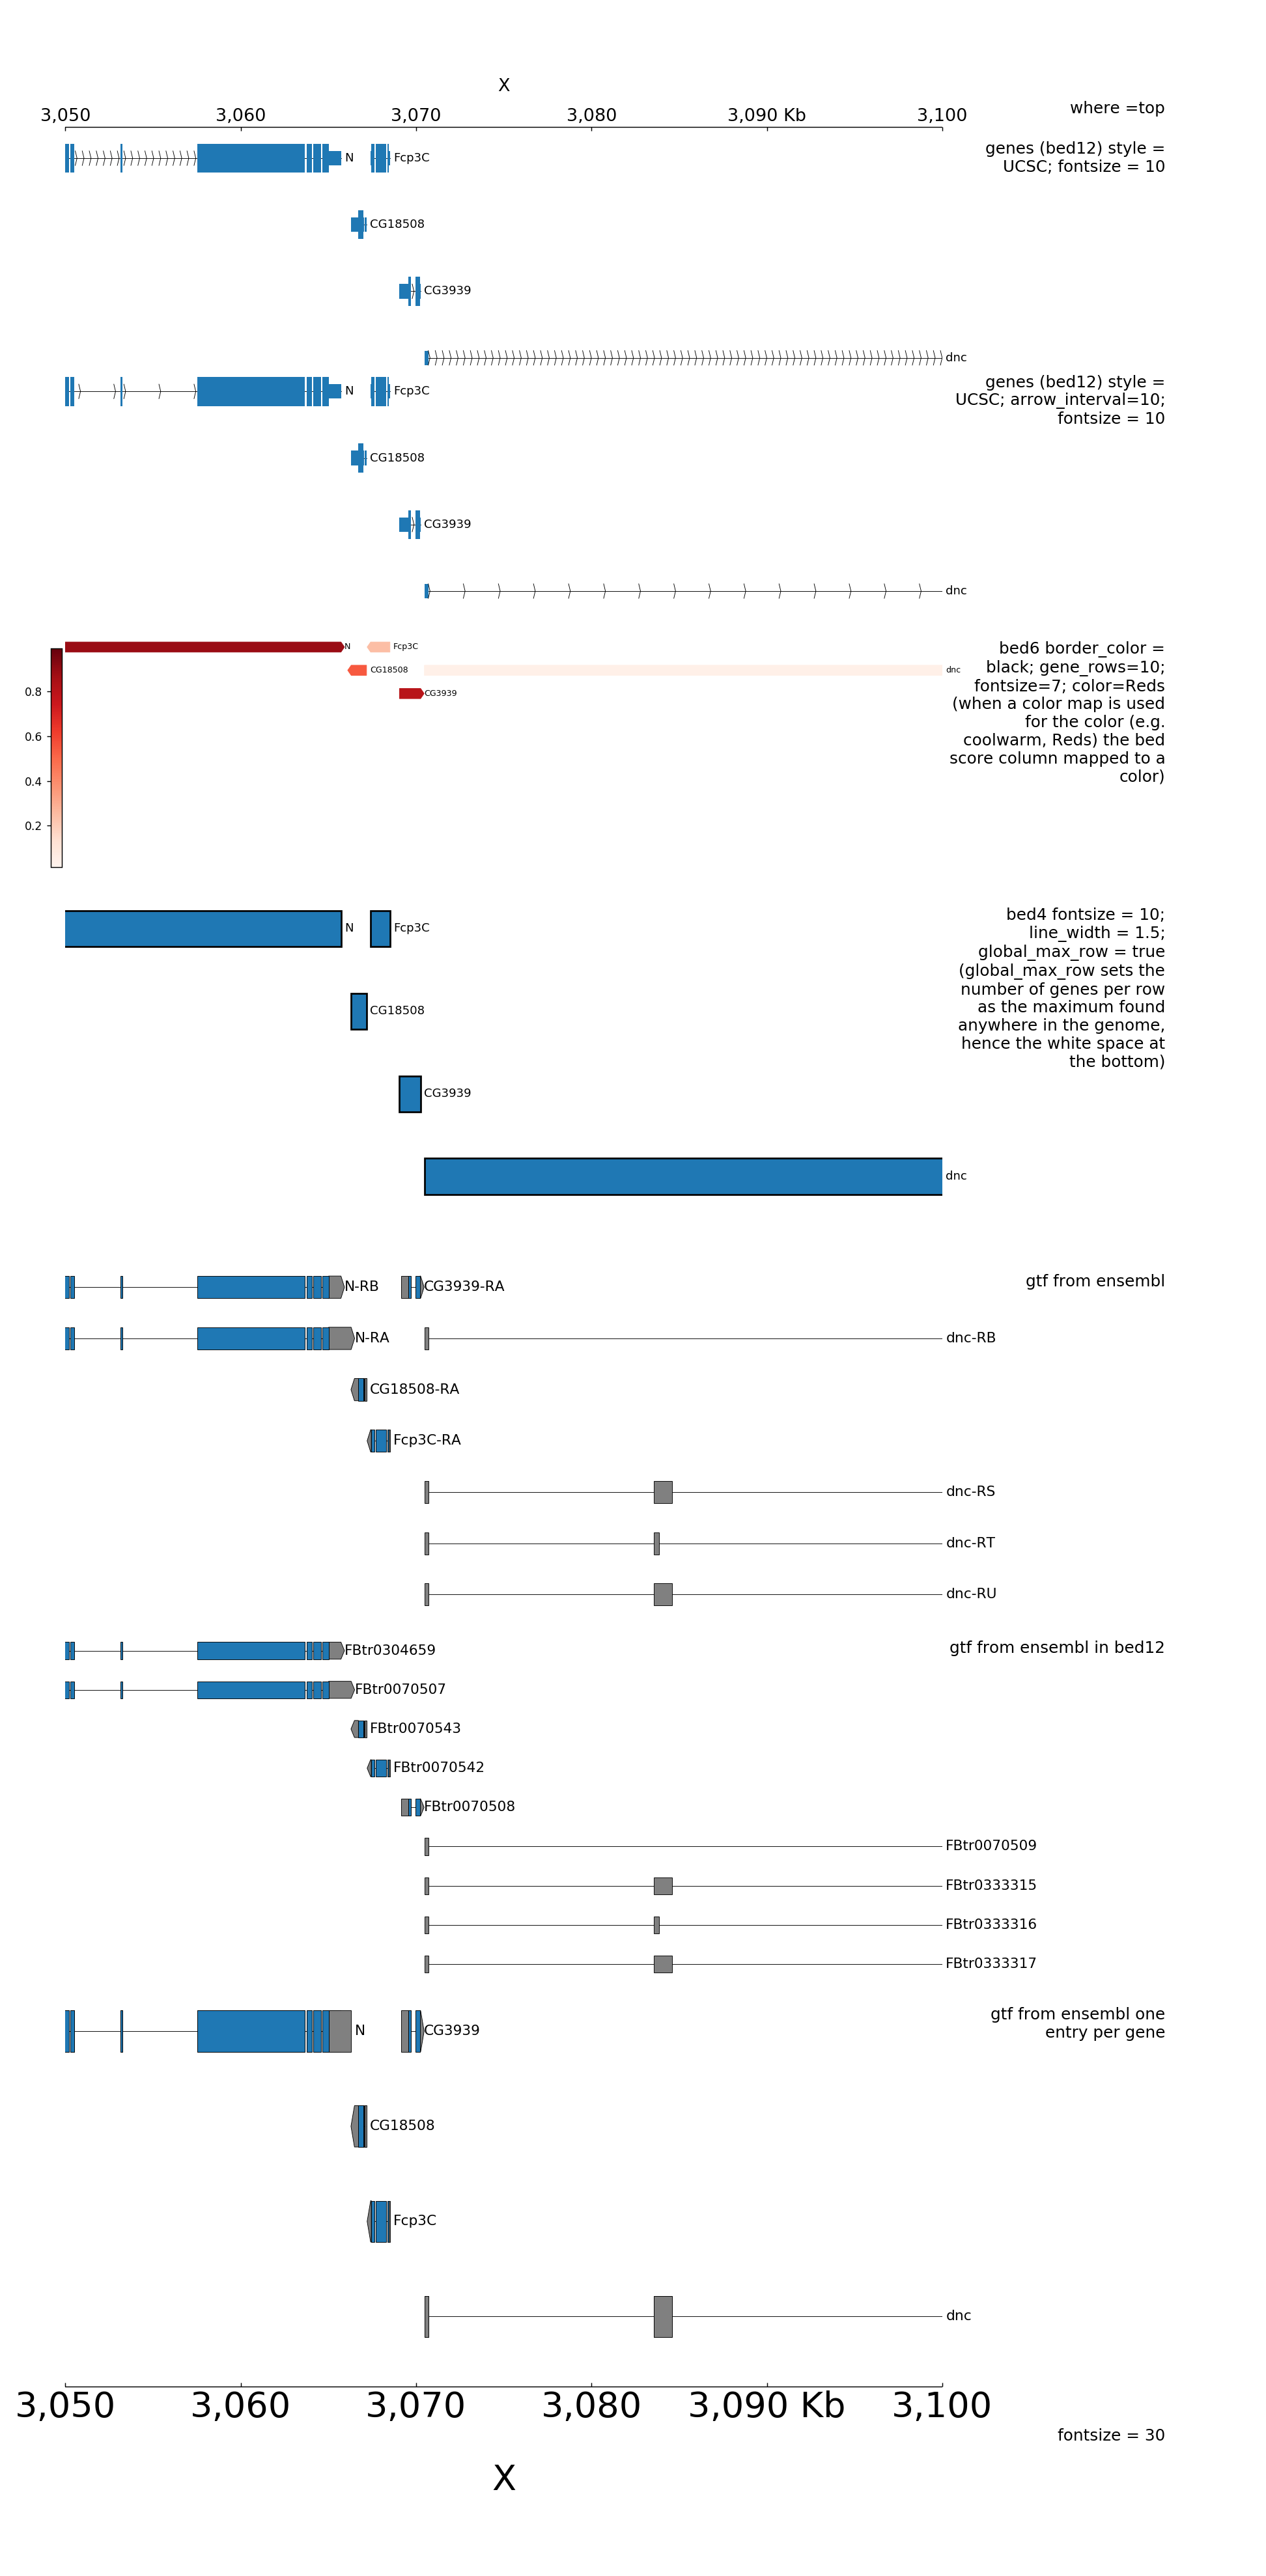 X
3,050 3,060 3,070 3,080 3,090 Kb 3,100
where =top
N Fcp3C
genes (bed12) style =
UCSC; fontsize = 10
CG18508
CG3939
dnc
N Fcp3C
genes (bed12) style =
UCSC; arrow_interval=10;
fontsize = 10
CG18508
CG3939
dnc
N Fcp3C
CG18508 dnc
CG3939
0.8
0.6
0.4
0.2
bed6 border_color =
black; gene_rows=10;
fontsize=7; color=Reds
(when a color map is used
for the color (e.g.
coolwarm, Reds) the bed
score column mapped to a
color)
N Fcp3C
CG18508
CG3939
dnc
bed4 fontsize = 10;
line_width = 1.5;
global_max_row = true
(global_max_row sets the
number of genes per row
as the maximum found
anywhere in the genome,
hence the white space at
the bottom)
N-RB CG3939-RA
gtf from ensembl
N-RA dnc-RB
CG18508-RA
Fcp3C-RA
dnc-RS
dnc-RT
dnc-RU
FBtr0304659
gtf from ensembl in bed12
FBtr0070507
FBtr0070543
FBtr0070542
FBtr0070508
FBtr0070509
FBtr0333315
FBtr0333316
FBtr0333317
N CG3939
gtf from ensembl one
entry per gene
CG18508
Fcp3C
dnc
3,050 3,060 3,070 3,080 3,090 Kb 3,100
fontsize = 30
X